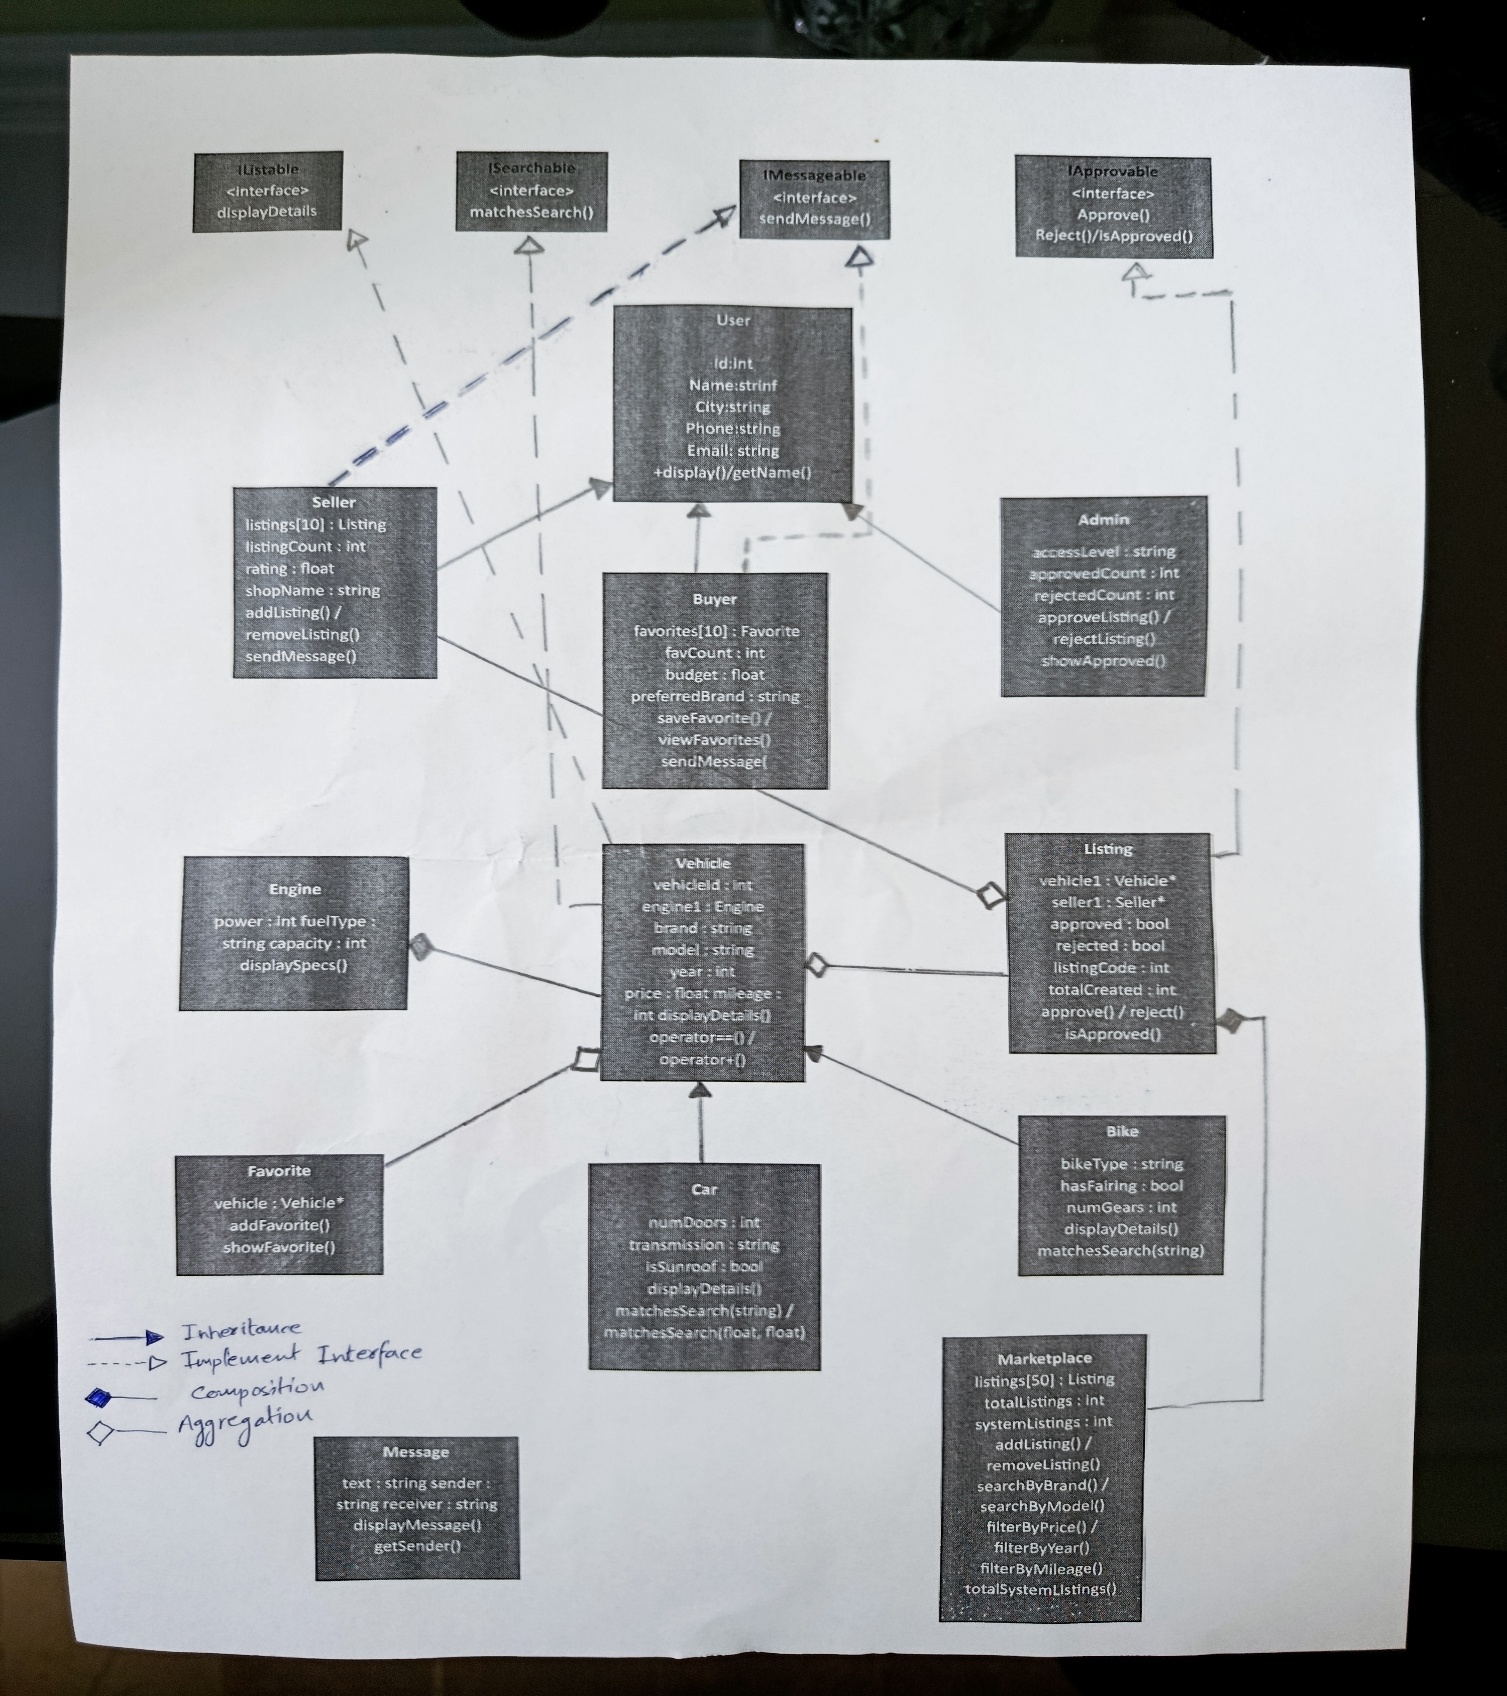 IListable
<interface>
displayDetails
ISearchable
<interface>
matchesSearch()
IMessageable
<interface>
sendMessage()
IApprovable
<interface>
Approve()
Reject()/isApproved()
User
Id:int
Name:strinf
City:string
Phone:string
Email: string
+display()/getName()
Seller
listings[10] : Listing
listingCount : int
rating : float
shopName : string
addListing() /
removeListing()
sendMessage()
Buyer
favorites[10] : Favorite
favCount : int
budget : float
preferredBrand : string
saveFavorite() /
viewFavorites()
sendMessage(
Admin
accessLevel : string
approvedCount : int
rejectedCount : int
approveListing() /
rejectListing()
showApproved()
Engine
power : int fuelType :
string capacity : int
displaySpecs()
Vehicle
vehicleId : int
engine1 : Engine
brand : string
model : string
year : int
price : float mileage :
int displayDetails()
operator==() /
operator+()
Listing
vehicle1 : Vehicle*
seller1 : Seller*
approved : bool
rejected : bool
listingCode : int
totalCreated : int
approve() / reject()
isApproved()
Favorite
vehicle : Vehicle*
addFavorite()
showFavorite()
Car
numDoors : int
transmission : string
isSunroof : bool
displayDetails()
matchesSearch(string) /
matchesSearch(float, float)
Bike
bikeType : string
hasFairing : bool
numGears : int
displayDetails()
matchesSearch(string)
Inheritance
Implement Interface
Composition
Aggregation
Message
text : string sender :
string receiver : string
displayMessage()
getSender()
Marketplace
listings[50] : Listing
totalListings : int
systemListings : int
addListing() /
removeListing()
searchByBrand() /
searchByModel()
filterByPrice() /
filterByYear()
filterByMileage()
totalSystemListings()